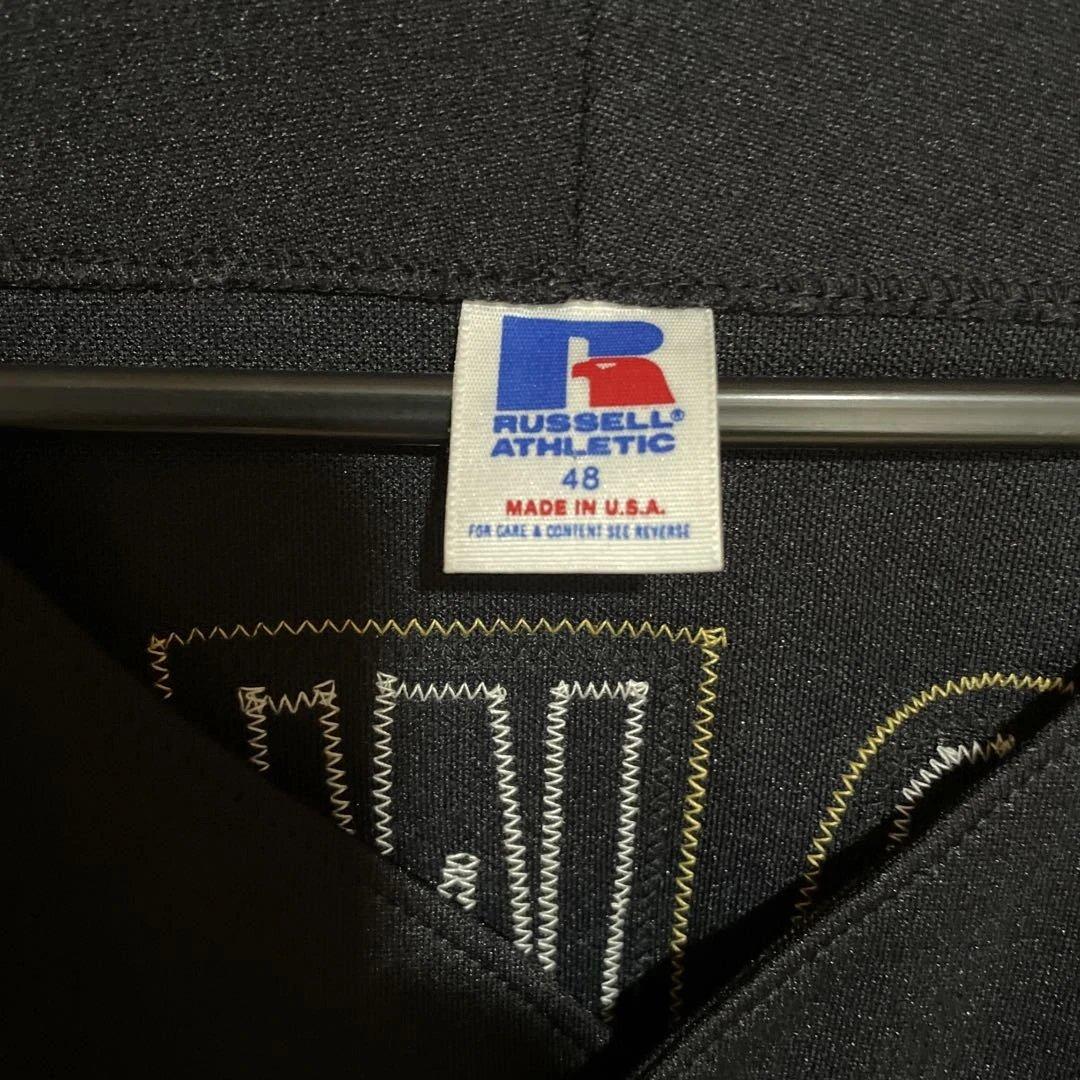 R
RUSSELL®
ATHLETIC
48
MADE IN U.S.A.
FOR CARE & CONTENT SEE REVERSE